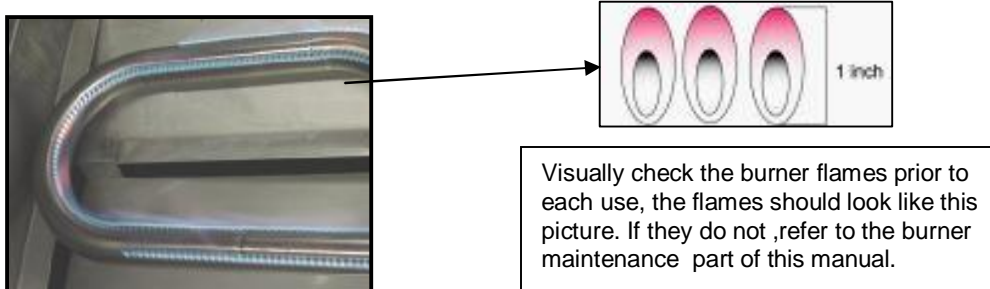 1 inch
Visually check the burner flames prior to
each use, the flames should look like this
picture. If they do not ,refer to the burner
maintenance  part of this manual.